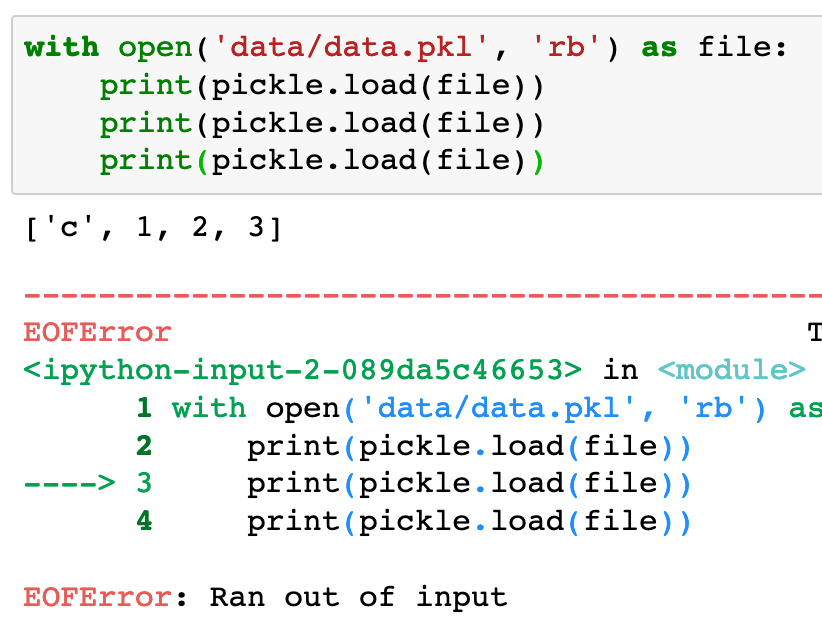 with open('data/data.pkl', 'rb') as file:
    print(pickle.load(file))
    print(pickle.load(file))
    print(pickle.load(file))
['c', 1, 2, 3]
-------------------------------------------
EOFError T
<ipython-input-2-089da5c46653> in <module>
      1 with open('data/data.pkl', 'rb') as
      2     print(pickle.load(file))
----> 3     print(pickle.load(file))
      4     print(pickle.load(file))
EOFError: Ran out of input